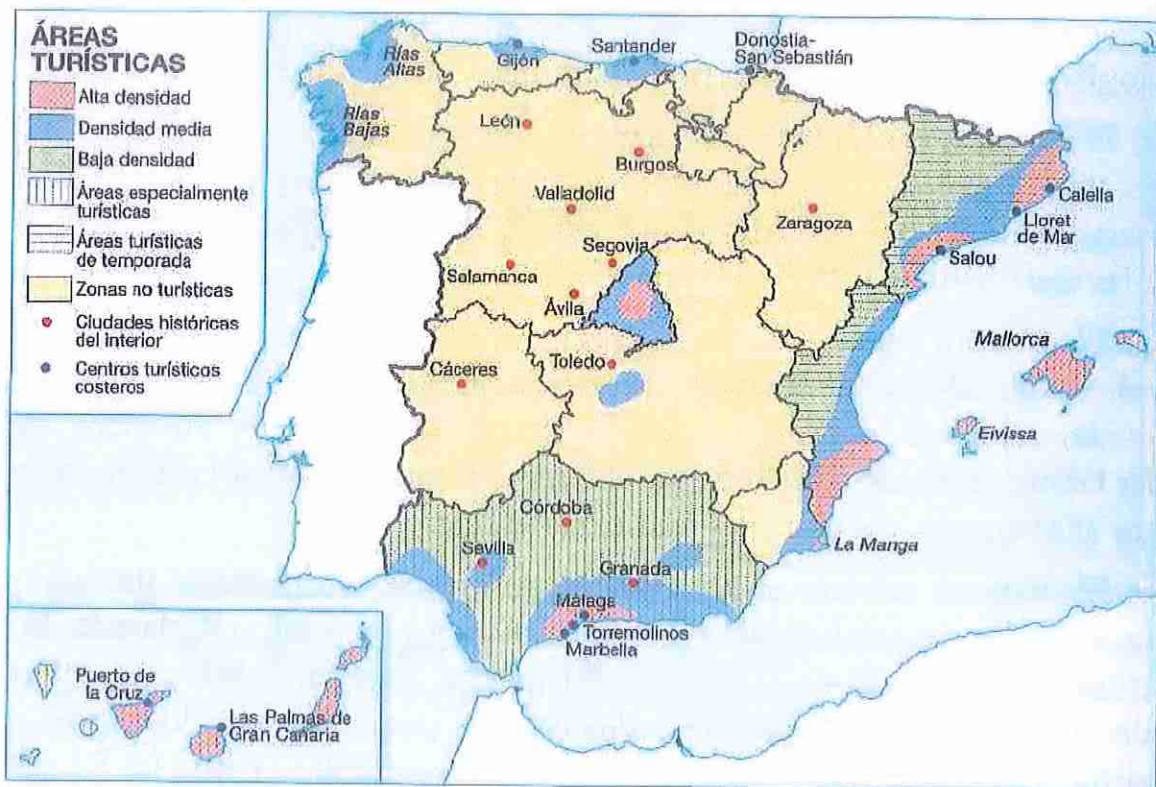 ÁREAS
TURÍSTICAS
Alta densidad
Densidad media
Baja densidad
Áreas especialmente
turísticas
Áreas turísticas
de temporada
Zonas no turísticas
Ciudades históricas
del interior
Centros turísticos
costeros
Rías
Altas
Rías
Bajas
Gijón
Santander
Donostia-
San Sebastián
León
Burgos
Valladolid
Zaragoza
Segovia
Salamanca
Ávila
Toledo
Cáceres
Calella
Lloret
de Mar
Salou
Mallorca
Eivissa
La Manga
Córdoba
Sevilla
Granada
Málaga
Torremolinos
Marbella
Puerto de
la Cruz
Las Palmas de
Gran Canaria